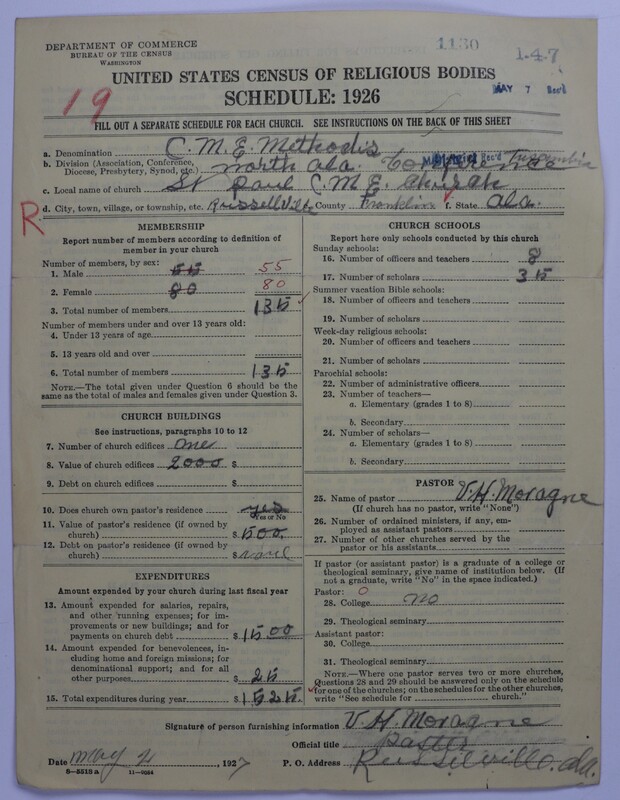 DEPARTMENT OF COMMERCE
BUREAU OF THE CENSUS
WASHINGTON
1130
1-4-7
UNITED STATES CENSUS OF RELIGIOUS BODIES
SCHEDULE: 1926
MAY 7 Rec'd
19
FILL OUT A SEPARATE SCHEDULE FOR EACH CHURCH. SEE INSTRUCTIONS ON THE BACK OF THIS SHEET
a. Denomination C. M. E. Methodis
b. Division (Association, Conference, Diocese, Presbytery, Synod, etc.) North Ala. Conference Tuscumbia
c. Local name of church St Paul C. M. E. Church
d. City, town, village, or township, etc. Russellville County Franklin f. State Ala.
R
MEMBERSHIP
Report number of members according to definition of member in your church
Number of members, by sex:
1. Male 55 55
2. Female 80 80
3. Total number of members 135
Number of members under and over 13 years old:
4. Under 13 years of age
5. 13 years old and over
6. Total number of members 135
NOTE.—The total given under Question 6 should be the same as the total of males and females given under Question 3.
CHURCH BUILDINGS
See instructions, paragraphs 10 to 12
7. Number of church edifices one
8. Value of church edifices 2000 $
9. Debt on church edifices $
10. Does church own pastor's residence yes
Yes or No
11. Value of pastor's residence (if owned by church) $ 500.
12. Debt on pastor's residence (if owned by church) $ none
EXPENDITURES
Amount expended by your church during last fiscal year
13. Amount expended for salaries, repairs, and other running expenses; for improvements or new buildings; and for payments on church debt $ 1500
14. Amount expended for benevolences, including home and foreign missions; for denominational support; and for all other purposes $ 25
15. Total expenditures during year $ 1525.
CHURCH SCHOOLS
Report here only schools conducted by this church
Sunday schools:
16. Number of officers and teachers 8
17. Number of scholars 35
Summer vacation Bible schools:
18. Number of officers and teachers
19. Number of scholars
Week-day religious schools:
20. Number of officers and teachers
21. Number of scholars
Parochial schools:
22. Number of administrative officers
23. Number of teachers—
a. Elementary (grades 1 to 8)
b. Secondary
24. Number of scholars—
a. Elementary (grades 1 to 8)
b. Secondary
PASTOR
25. Name of pastor V. H. Moragne
(If church has no pastor, write "None")
26. Number of ordained ministers, if any, employed as assistant pastors
27. Number of other churches served by the pastor or his assistants
If pastor (or assistant pastor) is a graduate of a college or theological seminary, give name of institution below. (If not a graduate, write "No" in the space indicated.)
Pastor: O
28. College no
29. Theological seminary
Assistant pastor:
30. College
31. Theological seminary
NOTE.—Where one pastor serves two or more churches, Questions 28 and 29 should be answered only on the schedule for one of the churches; on the schedules for the other churches, write "See schedule for church."
Signature of person furnishing information V. H. Moragne
Official title Pastor
Date may 2, 1927 P. O. Address Russellville. Ala.
8—5518 a 11—9034